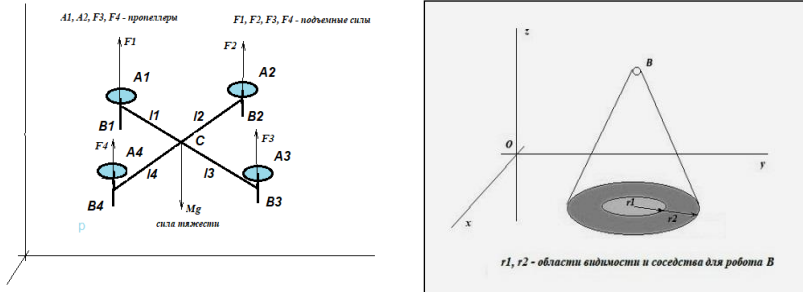 A1, A2, F3, F4 - пропеллеры
F1, F2, F3, F4 - подъемные силы
F1
F2
A1
A2
B1
l1
l2
B2
C
F4
A4
F3
A3
l4
l3
B4
B3
Mg
сила тяжести
p
z
B
O
y
x
r1
r2
r1, r2 - области видимости и соседства для робота B